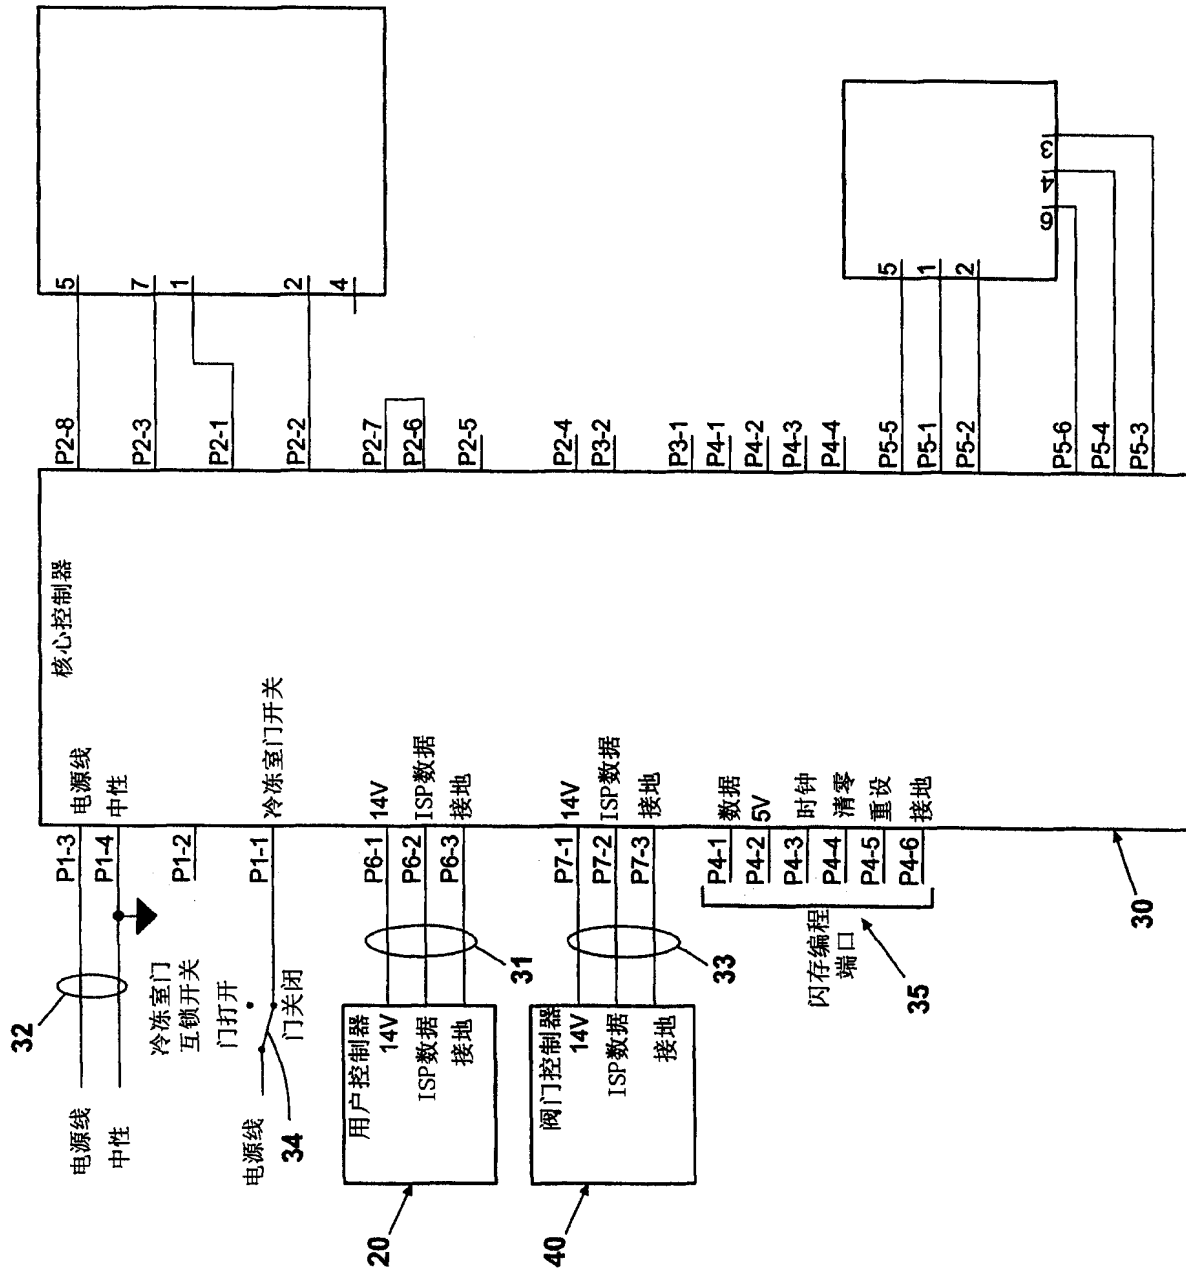 32
电源线
中性
P1-3
P1-4
P1-2
P1-1
电源线
中性
冷冻室门开关
核心控制器
冷冻室门
互锁开关
门打开
门关闭
电源线
34
用户控制器
14V
ISP数据
接地
20
31
P6-1
P6-2
P6-3
14V
ISP数据
接地
阀门控制器
14V
ISP数据
接地
40
33
P7-1
P7-2
P7-3
14V
ISP数据
接地
P4-1
P4-2
P4-3
P4-4
P4-5
P4-6
数据
5V
时钟
清零
重设
接地
闪存编程
端口
35
30
P2-8
P2-3
P2-1
P2-2
P2-7
P2-6
P2-5
P2-4
P3-2
P3-1
P4-1
P4-2
P4-3
P4-4
P5-5
P5-1
P5-2
P5-6
P5-4
P5-3
5
7
1
2
4
5
1
2
6
4
3